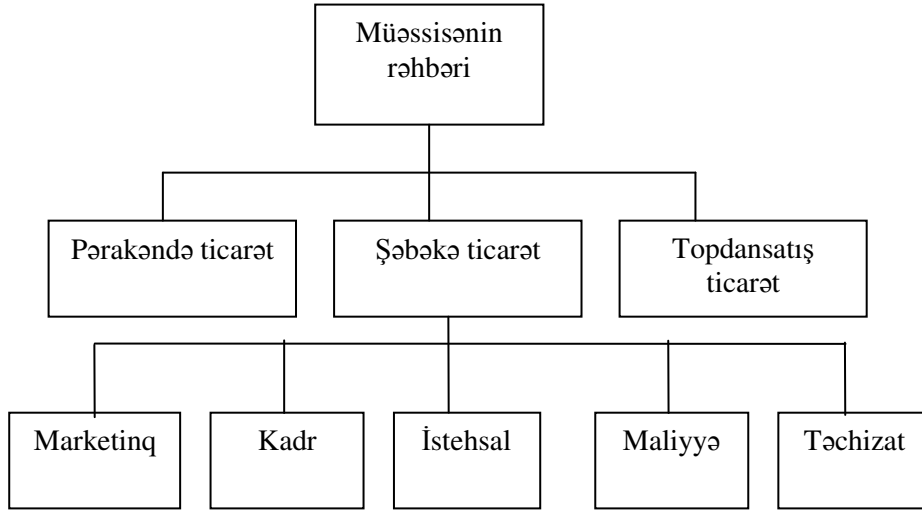 Müəssisənin
rəhbəri
Pərakəndə ticarət
Şəbəkə ticarət
Topdansatış
ticarət
Marketinq
Kadr
İstehsal
Maliyyə
Təchizat